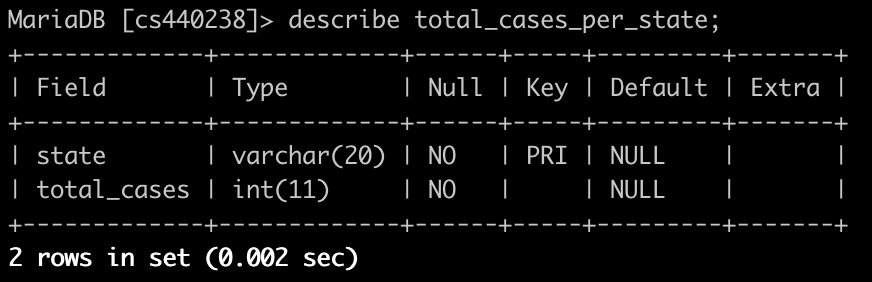 MariaDB [cs440238]> describe total_cases_per_state;
+-------------+-------------+------+-----+---------+-------+
| Field       | Type        | Null | Key | Default | Extra |
+-------------+-------------+------+-----+---------+-------+
| state       | varchar(20) | NO   | PRI | NULL    |       |
| total_cases | int(11)     | NO   |     | NULL    |       |
+-------------+-------------+------+-----+---------+-------+
2 rows in set (0.002 sec)